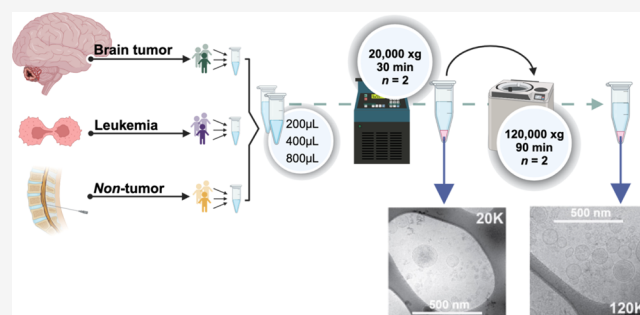 Brain tumor
Leukemia
Non-tumor
200µL
400µL
800µL
20,000 xg
30 min
n = 2
120,000 xg
90 min
n = 2
20K
500 nm
500 nm
120K